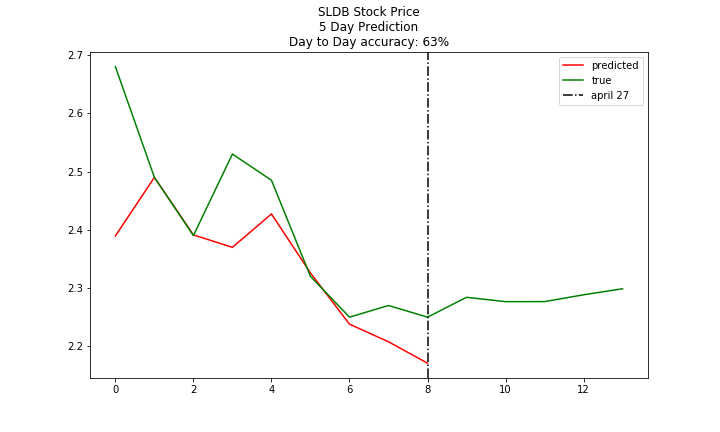 SLDB Stock Price
5 Day Prediction
Day to Day accuracy: 63%
predicted
true
april 27
2.7
2.6
2.5
2.4
2.3
2.2
0 2 4 6 8 10 12